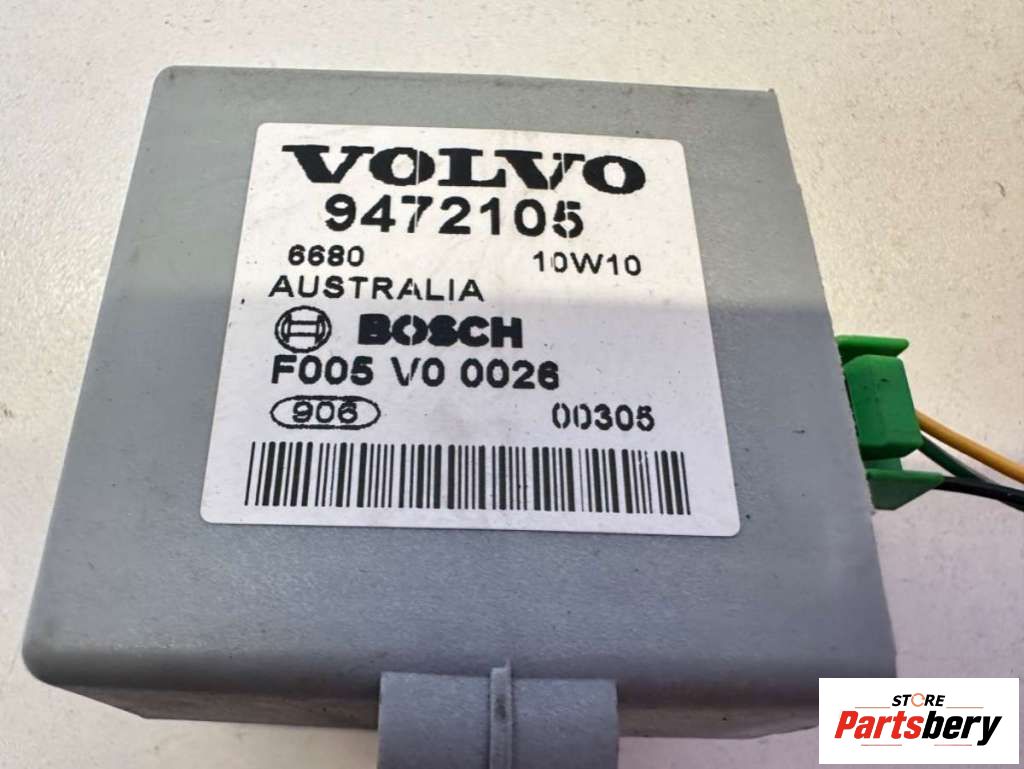 VOLVO
9472105
6680 10W10
AUSTRALIA
BOSCH
F005 V0 0026
906 00305
STORE
Partsbery